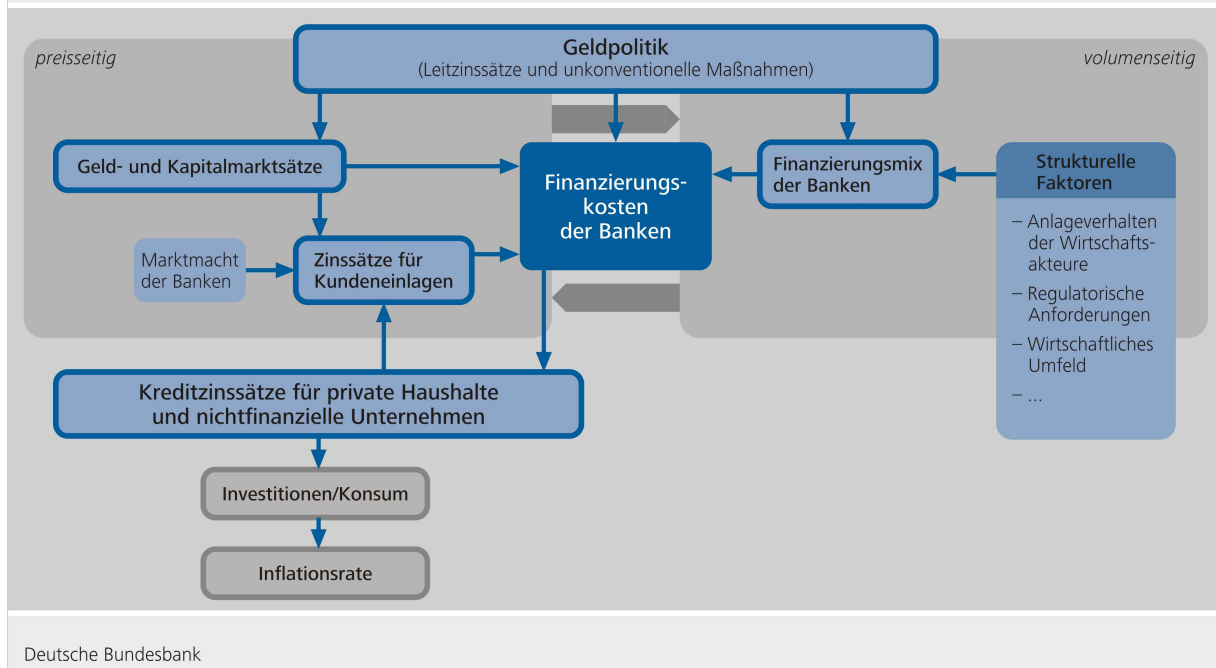 Geldpolitik
(Leitzinssätze und unkonventionelle Maßnahmen)
preisseitig
volumenseitig
Geld- und Kapitalmarktsätze
Finanzierungs-
kosten
der Banken
Finanzierungsmix
der Banken
Strukturelle
Faktoren
– Anlageverhalten
der Wirtschafts-
akteure
– Regulatorische
Anforderungen
– Wirtschaftliches
Umfeld
– ...
Marktmacht
der Banken
Zinssätze für
Kundeneinlagen
Kreditzinssätze für private Haushalte
und nichtfinanzielle Unternehmen
Investitionen/Konsum
Inflationsrate
Deutsche Bundesbank